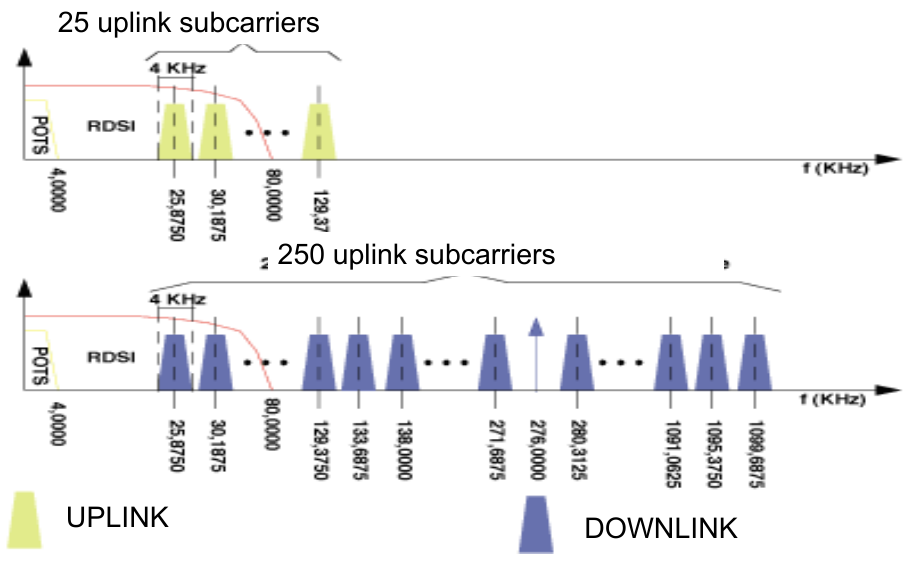 25 uplink subcarriers
4 KHz
POTS
RDSI
f (KHz)
4,0000
25,8750
30,1875
80,0000
129,37
250 uplink subcarriers
4 KHz
POTS
RDSI
f (KHz)
4,0000
25,8750
30,1875
80,0000
129,3750
133,6875
138,0000
271,6875
276,0000
280,3125
1091,0625
1095,3750
1099,6875
UPLINK
DOWNLINK